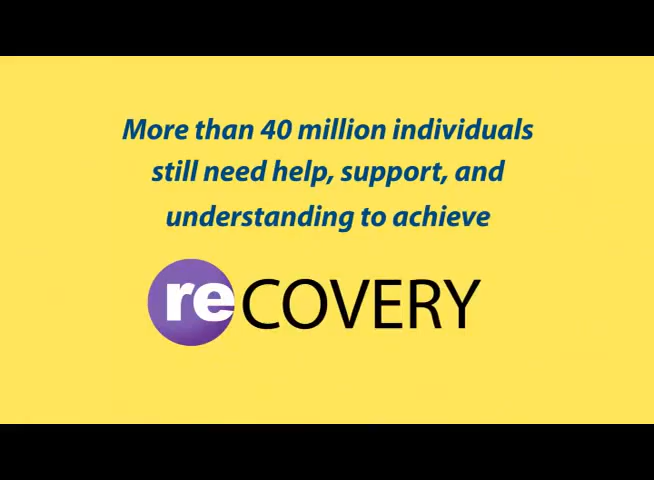 More than 40 million individuals
still need help, support, and
understanding to achieve
reCOVERY